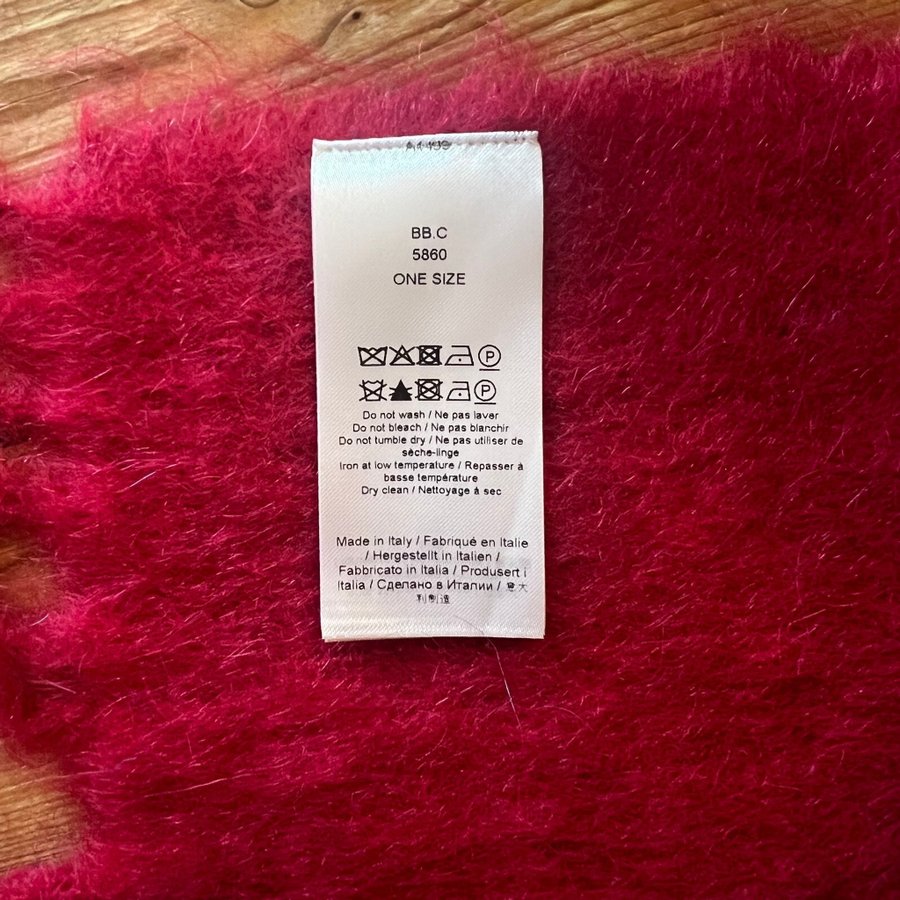 BB.C
5860
ONE SIZE
P
P
Do not wash / Ne pas laver
Do not bleach / Ne pas blanchir
Do not tumble dry / Ne pas utiliser de
sèche-linge
Iron at low temperature / Repasser à
basse température
Dry clean / Nettoyage à sec
Made in Italy / Fabriqué en Italie
/ Hergestellt in Italien /
Fabbricato in Italia / Produsert i
Italia / Сделано в Италии / 意大
利制造